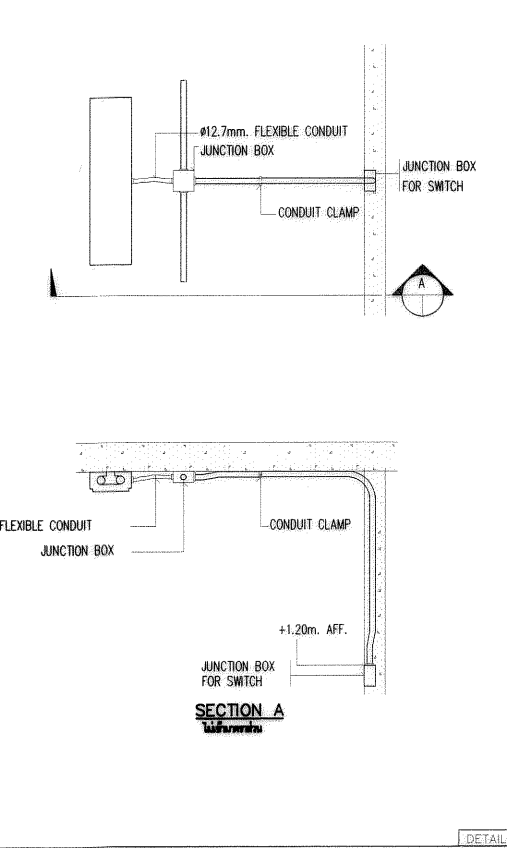 ø12.7mm. FLEXIBLE CONDUIT
JUNCTION BOX
JUNCTION BOX
FOR SWITCH
CONDUIT CLAMP
A
FLEXIBLE CONDUIT
CONDUIT CLAMP
JUNCTION BOX
+1.20m. AFF.
JUNCTION BOX
FOR SWITCH
SECTION A
DETAIL